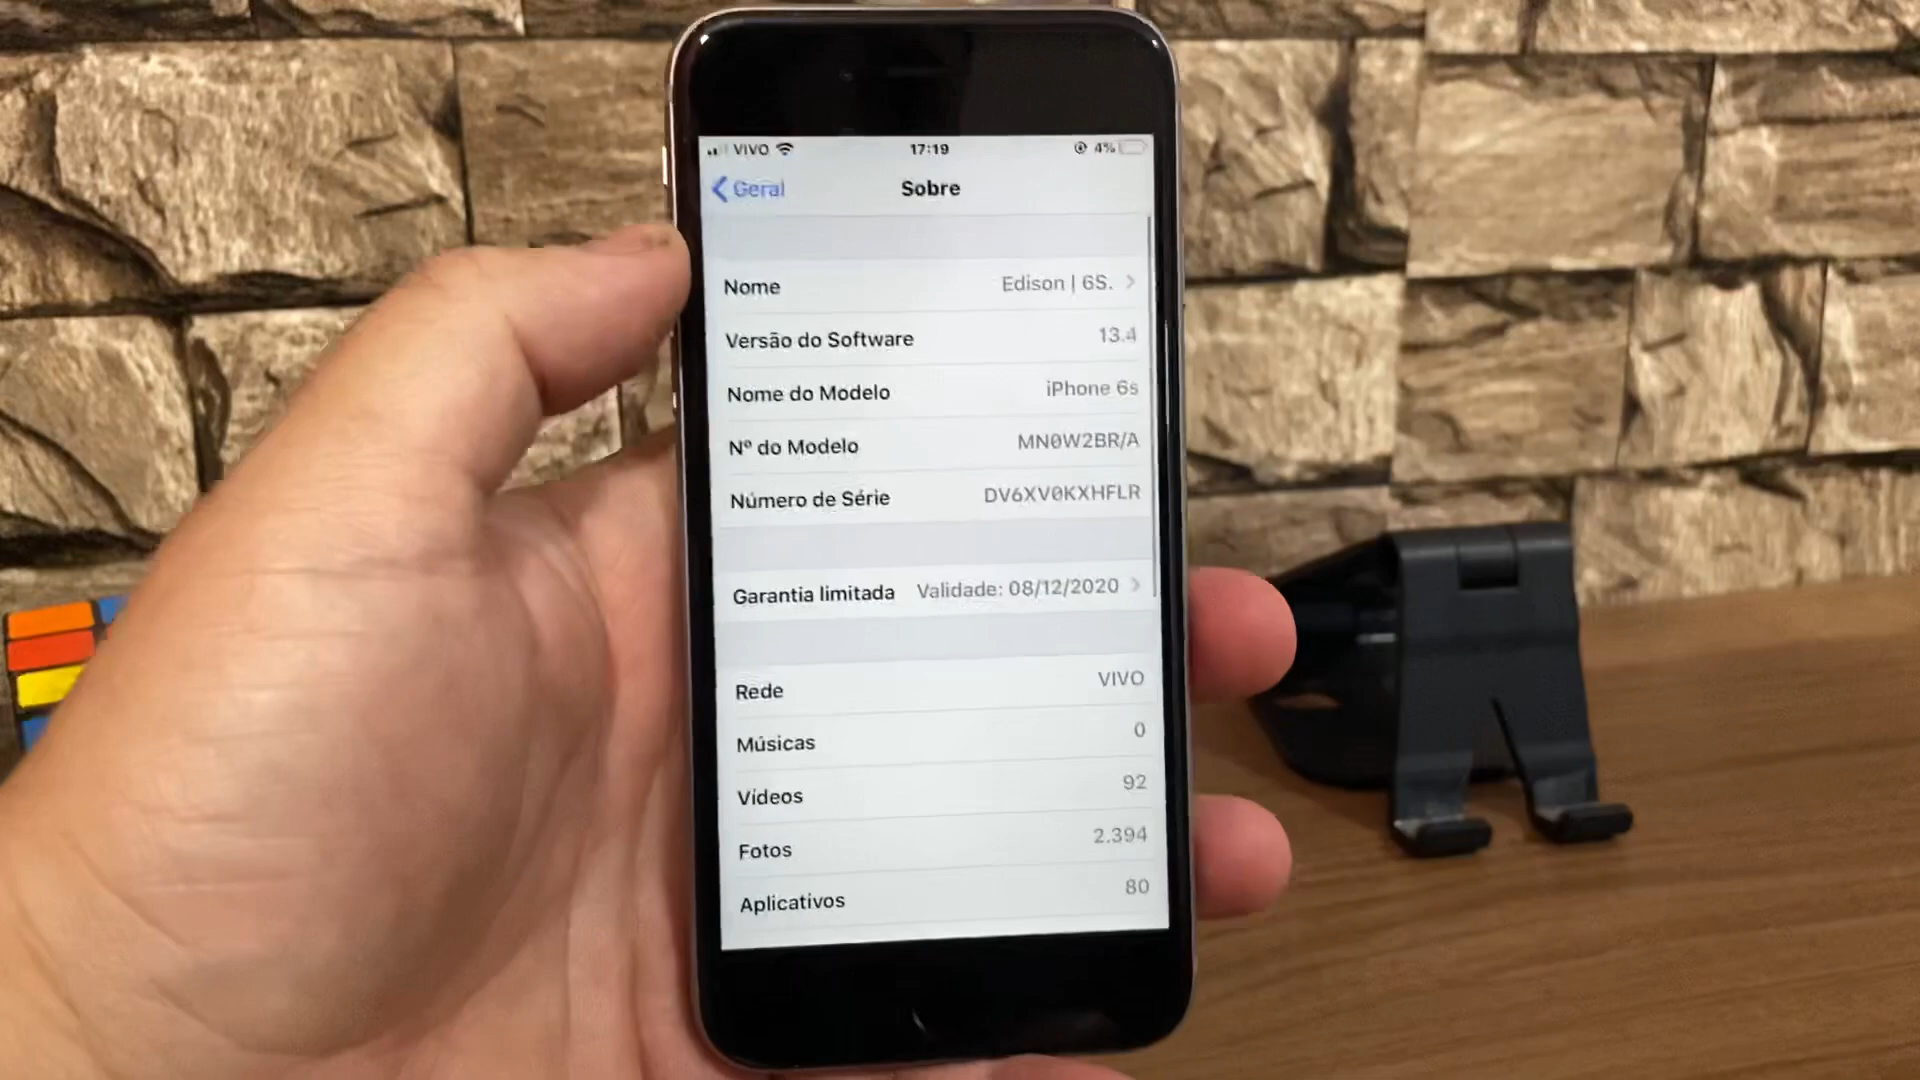 VIVO 17:19 4%
Geral Sobre
Nome Edison | 6S.
Versão do Software 13.4
Nome do Modelo iPhone 6s
Nº do Modelo MN0W2BR/A
Número de Série DV6XV0KXHFLR
Garantia limitada Validade: 08/12/2020
Rede VIVO
Músicas 0
Vídeos 92
Fotos 2.394
Aplicativos 80